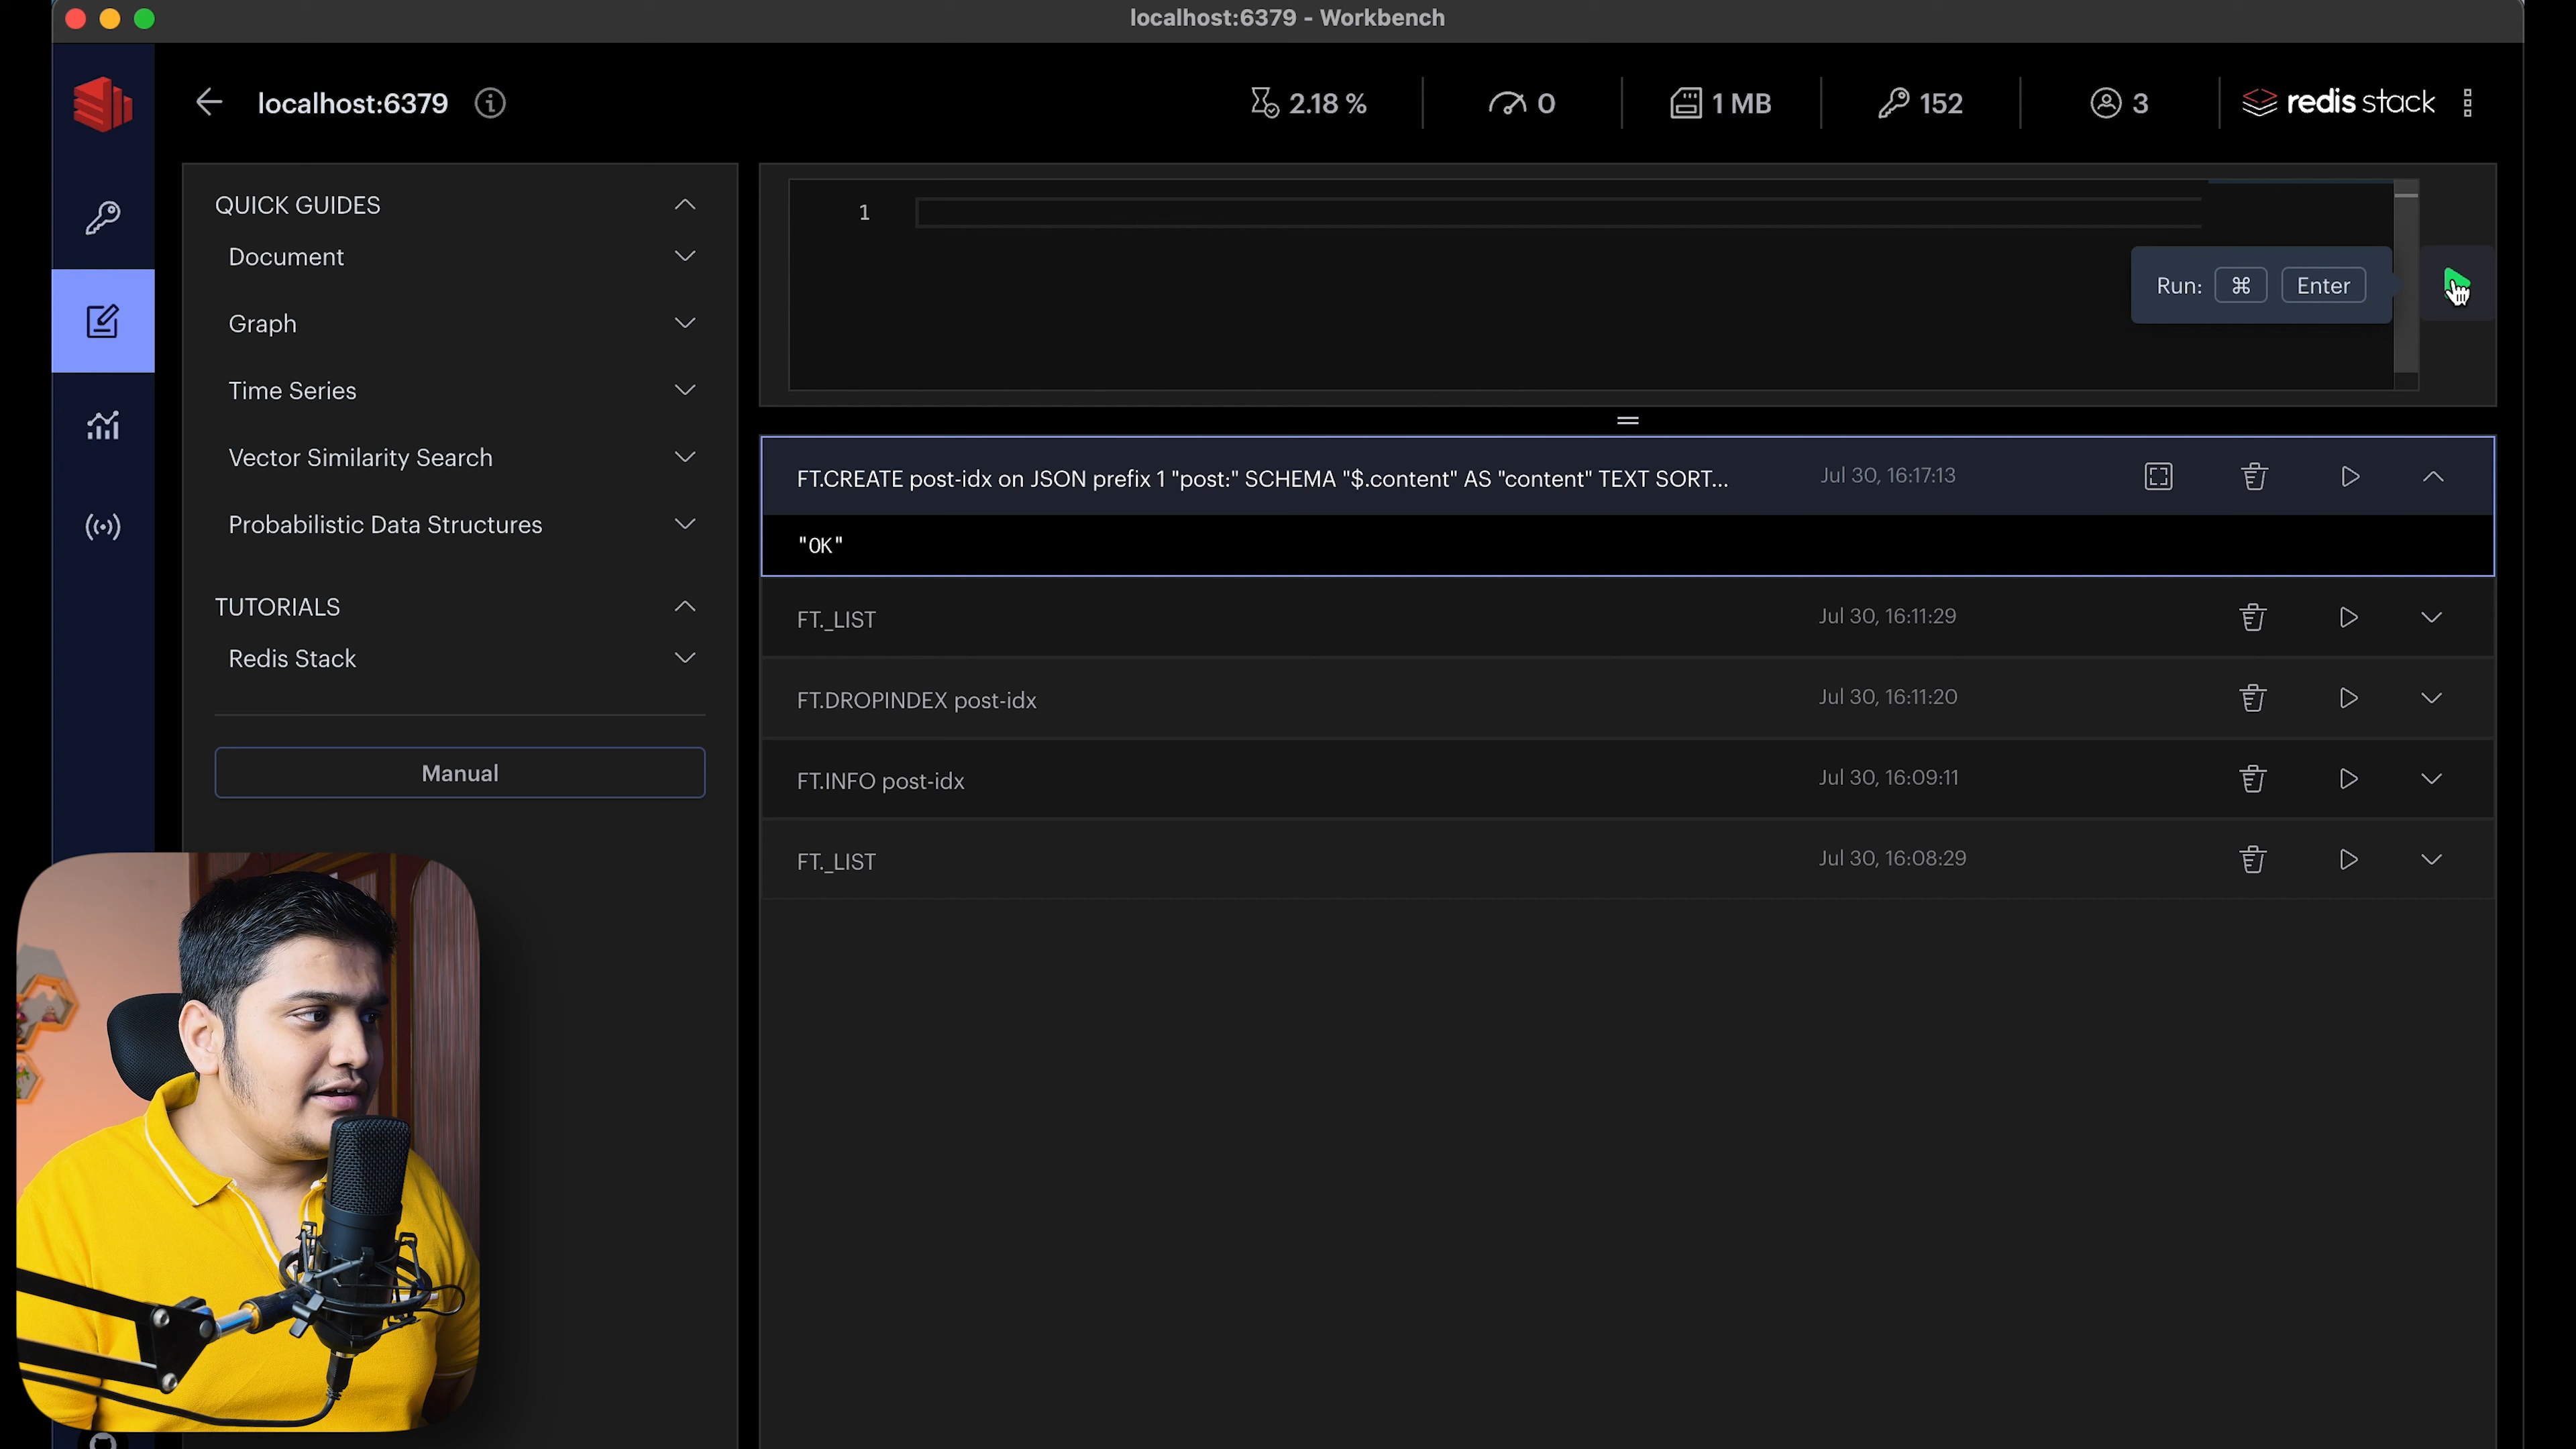 localhost:6379 - Workbench
localhost:6379
2.18 %
0
1 MB
152
3
redis stack
QUICK GUIDES
Document
Graph
Time Series
Vector Similarity Search
Probabilistic Data Structures
TUTORIALS
Redis Stack
Manual
1
Run: ⌘ Enter
FT.CREATE post-idx on JSON prefix 1 "post:" SCHEMA "$.content" AS "content" TEXT SORT... Jul 30, 16:17:13
"OK"
FT._LIST Jul 30, 16:11:29
FT.DROPINDEX post-idx Jul 30, 16:11:20
FT.INFO post-idx Jul 30, 16:09:11
FT._LIST Jul 30, 16:08:29